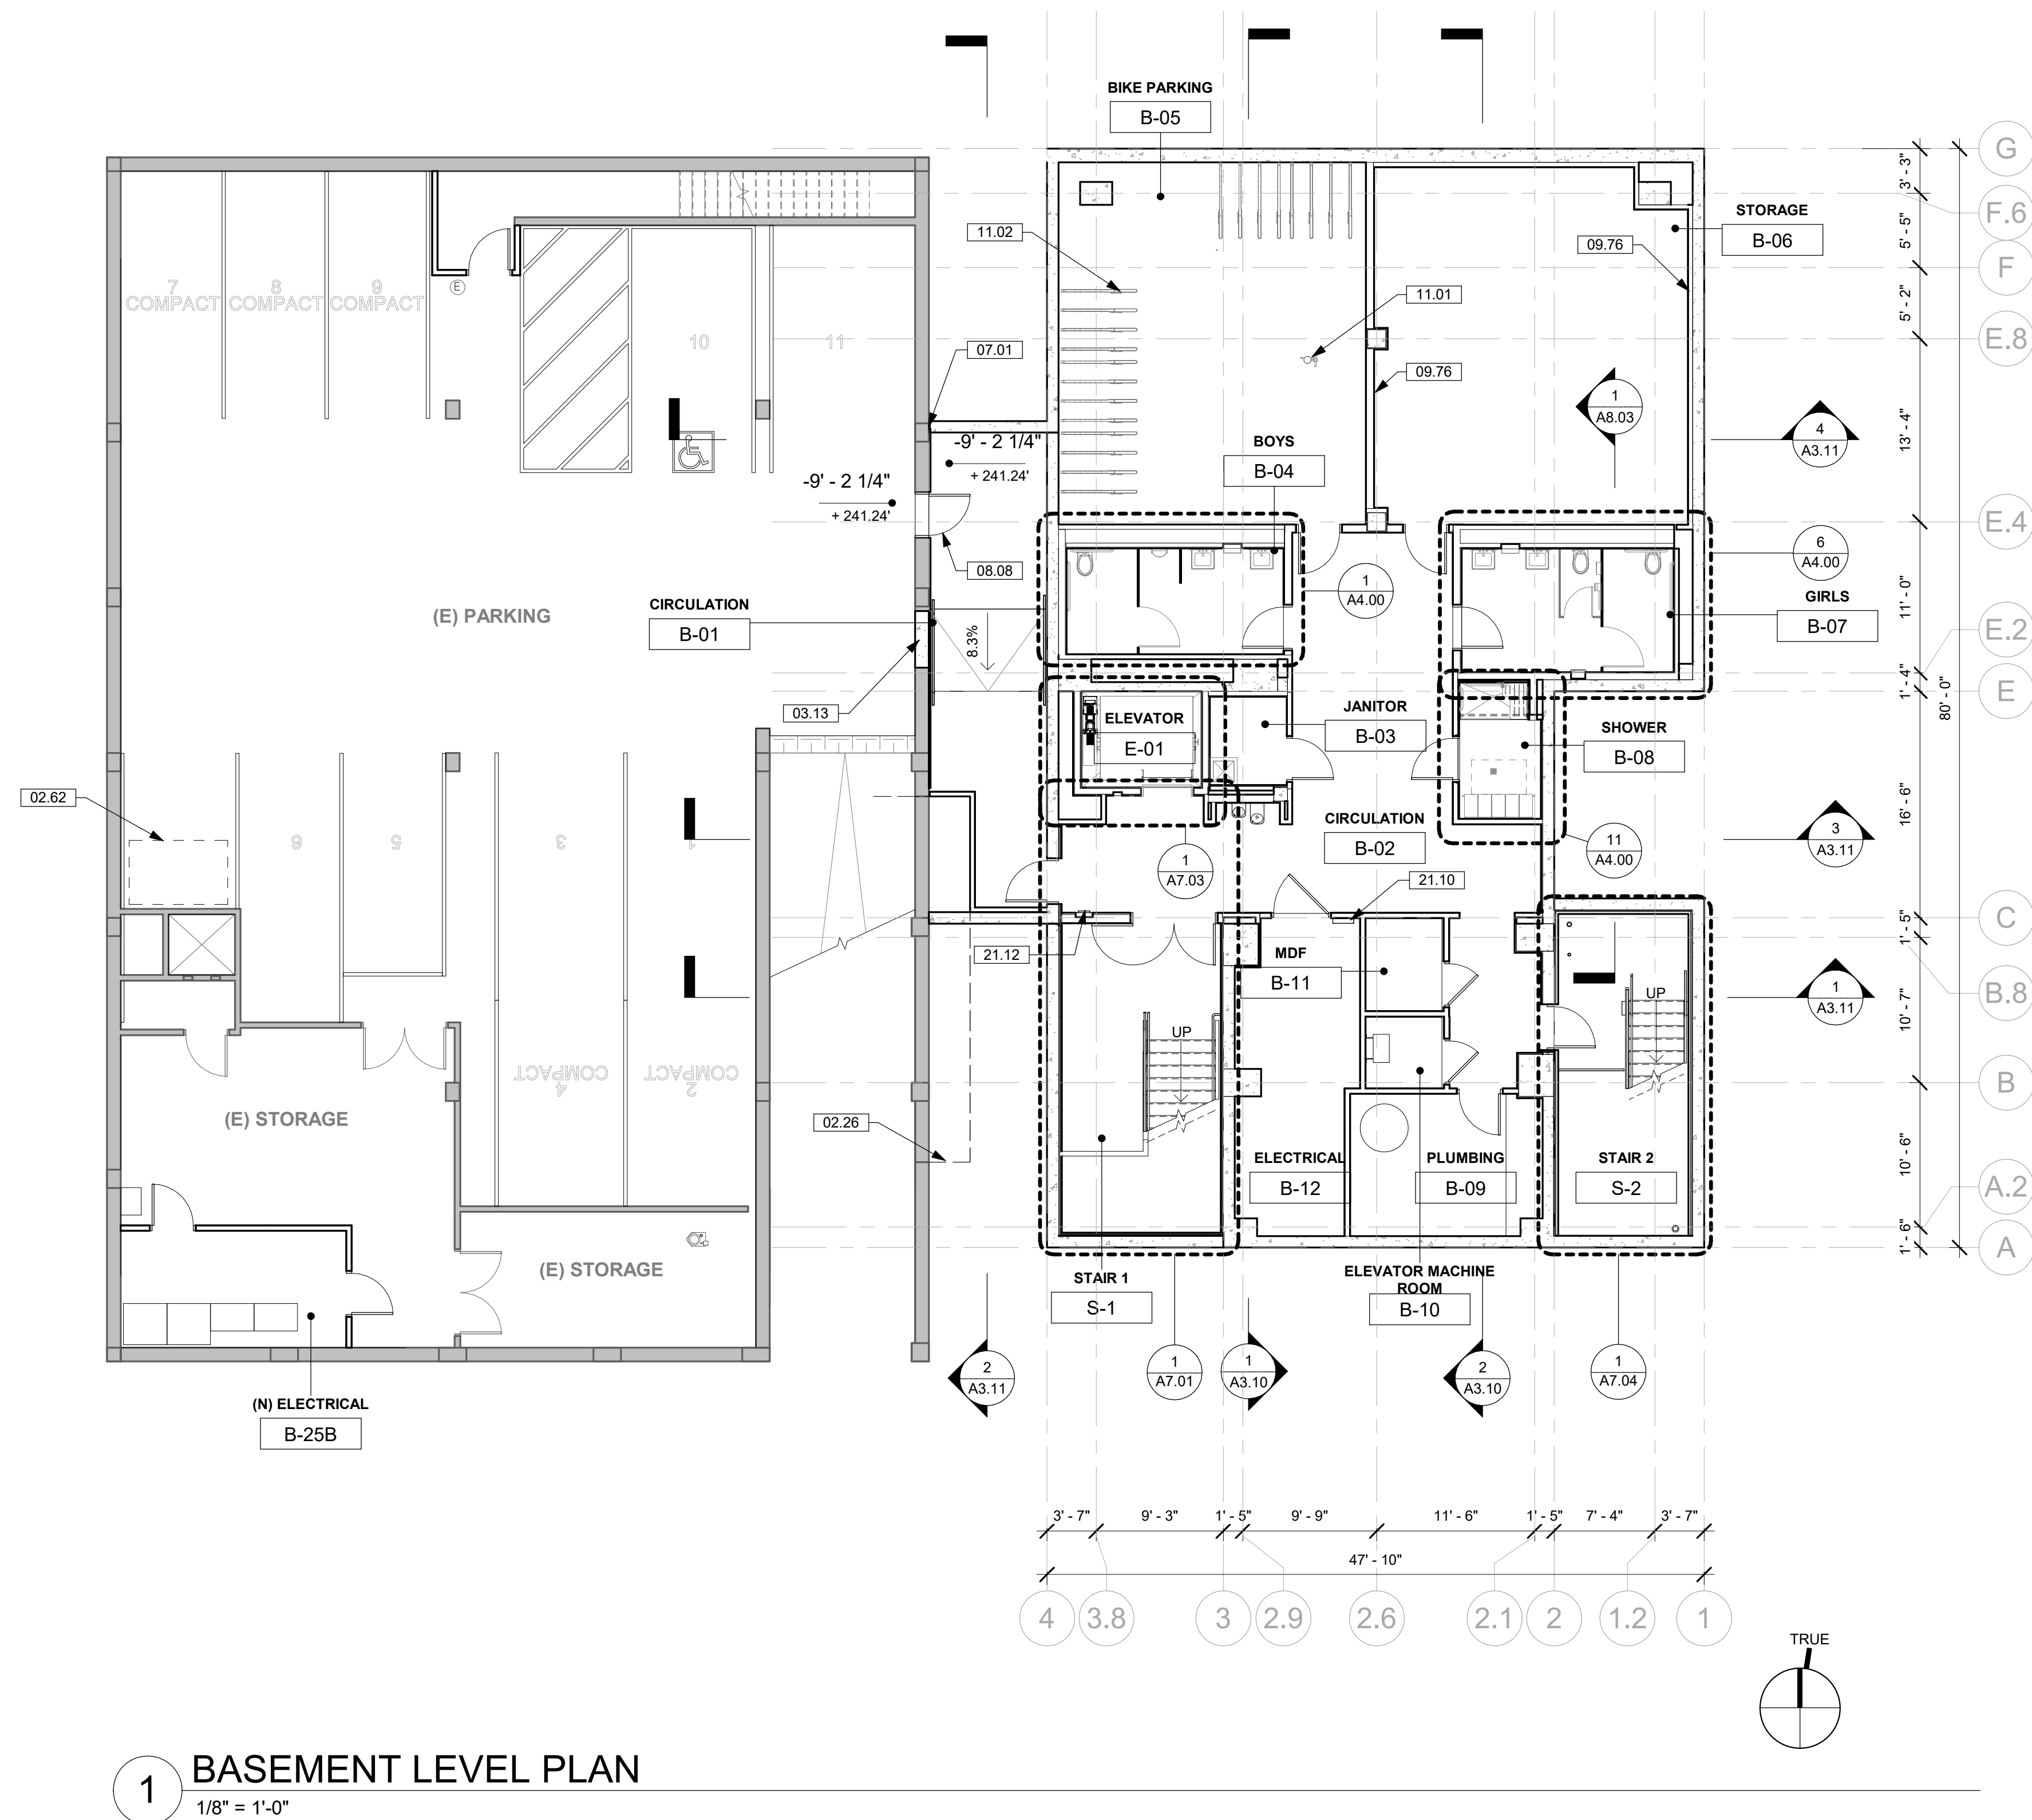 BIKE PARKING
B-05
G
3' - 3"
F.6
STORAGE
B-06
5' - 5"
11.02
09.76
F
7
COMPACT
8
COMPACT
9
COMPACT
E
5' - 2"
11.01
10
11
07.01
E.8
09.76
1
A8.03
13' - 4"
4
A3.11
-9' - 2 1/4"
+ 241.24'
BOYS
B-04
-9' - 2 1/4"
+ 241.24'
E.4
6
A4.00
08.08
1
A4.00
11' - 0"
(E) PARKING
CIRCULATION
B-01
8.3%
GIRLS
B-07
E.2
1' - 4"
E
80' - 0"
03.13
ELEVATOR
E-01
JANITOR
B-03
SHOWER
B-08
02.62
16' - 6"
6
5
3
1
CIRCULATION
B-02
3
A3.11
11
A4.00
1
A7.03
21.10
C
1' - 5"
21.12
MDF
B-11
B.8
UP
1
A3.11
10' - 7"
UP
COMPACT
4
COMPACT
2
B
(E) STORAGE
02.26
10' - 6"
ELECTRICAL
B-12
PLUMBING
B-09
STAIR 2
S-2
A.2
1' - 6"
A
(E) STORAGE
STAIR 1
S-1
ELEVATOR MACHINE
ROOM
B-10
2
A3.11
1
A7.01
1
A3.10
2
A3.10
1
A7.04
(N) ELECTRICAL
B-25B
3' - 7"
9' - 3"
1' - 5"
9' - 9"
11' - 6"
1' - 5"
7' - 4"
3' - 7"
47' - 10"
4
3.8
3
2.9
2.6
2.1
2
1.2
1
TRUE
1
BASEMENT LEVEL PLAN
1/8" = 1'-0"